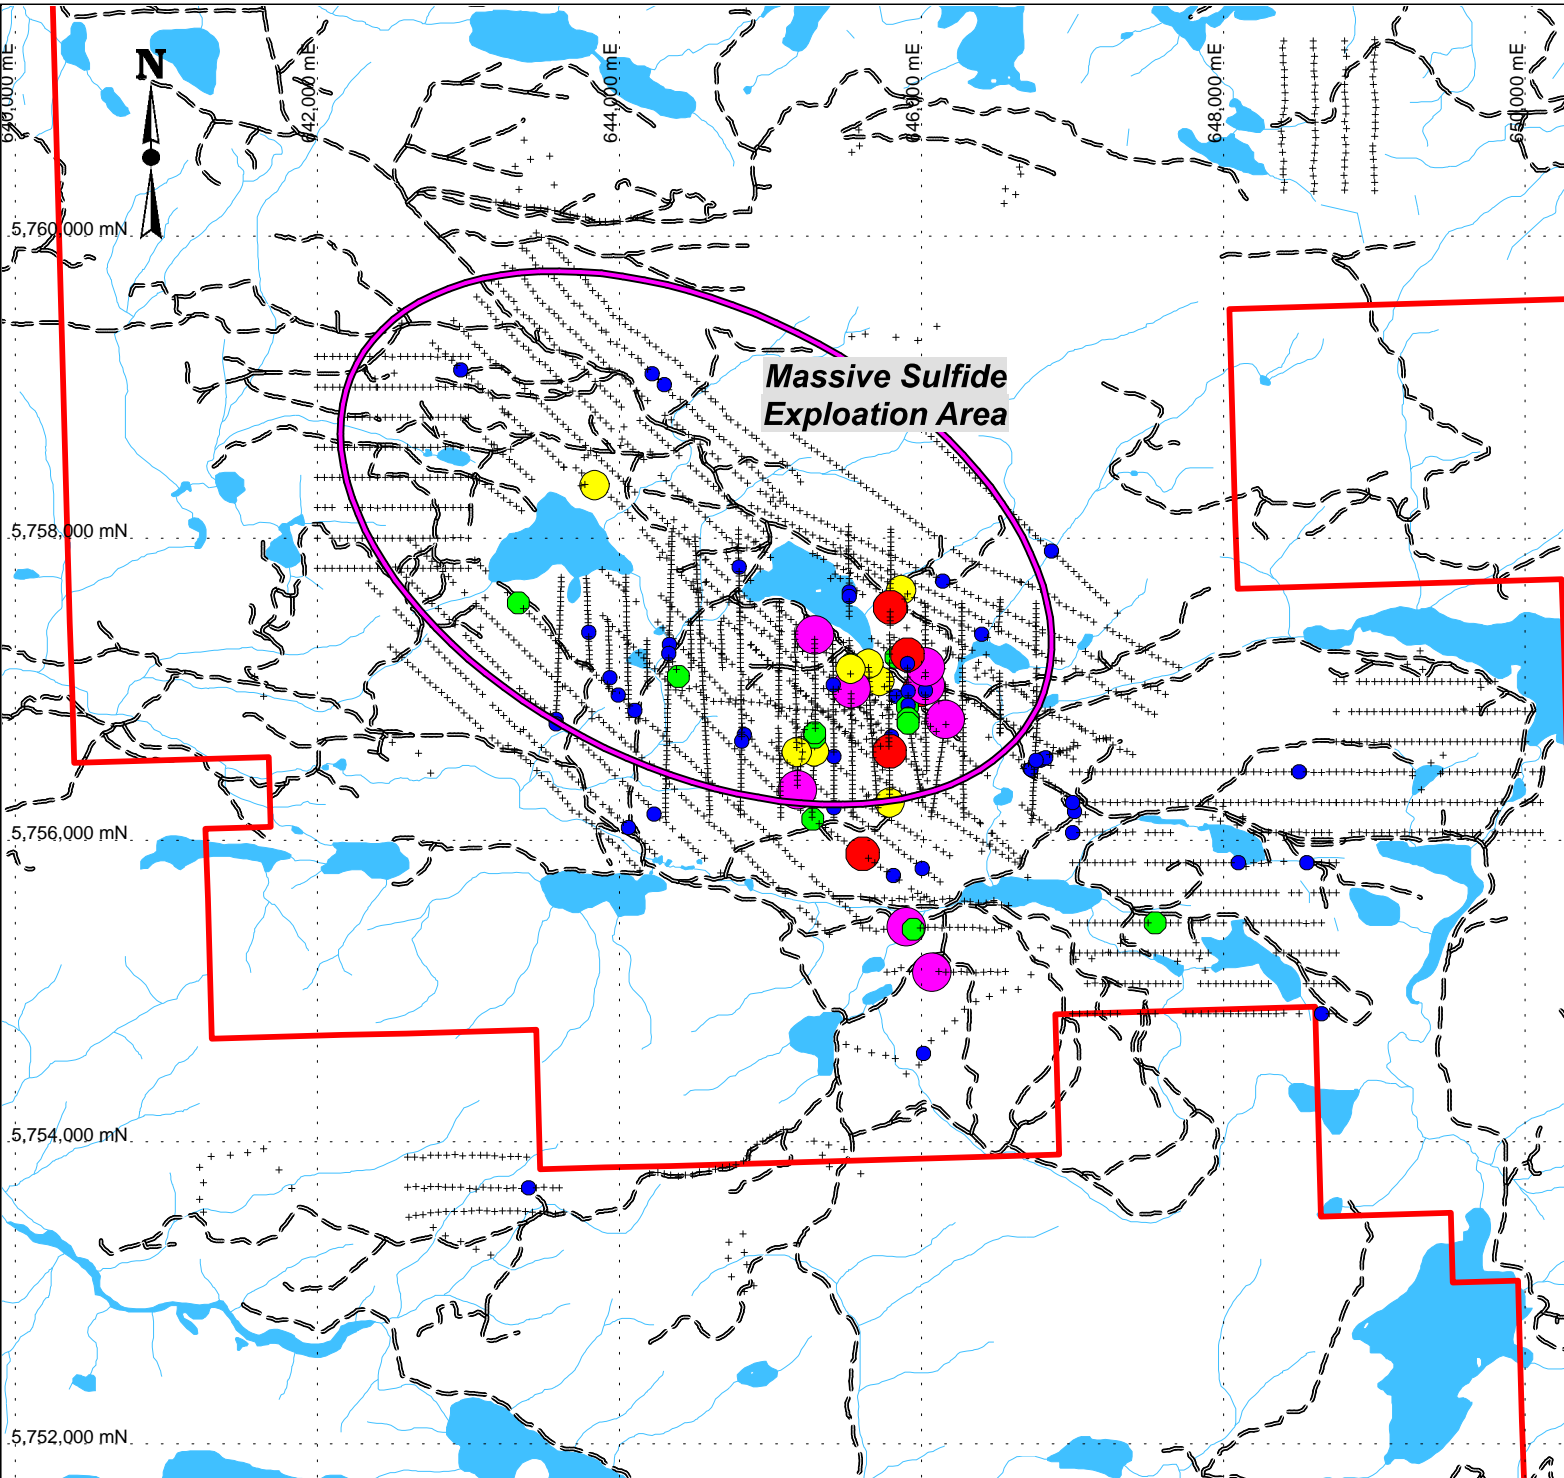 N
640,000 mE
642,000 mE
644,000 mE
646,000 mE
648,000 mE
650,000 mE
5,760,000 mN
Massive Sulfide
Exploation Area
5,758,000 mN
5,756,000 mN
5,754,000 mN
5,752,000 mN